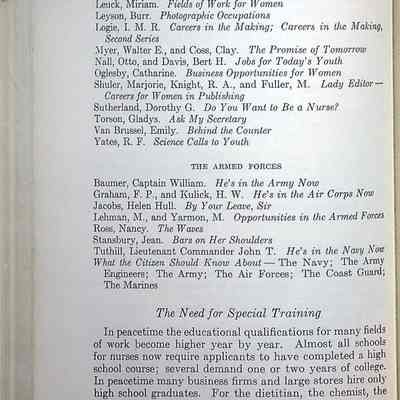 Leuck, Miriam. Fields of Work for Women
Leyson, Burr. Photographic Occupations
Logie, I. M. R. Careers in the Making; Careers in the Making,
Second Series
Myer, Walter E., and Coss, Clay. The Promise of Tomorrow
Nall, Otto, and Davis, Bert H. Jobs for Today's Youth
Oglesby, Catharine. Business Opportunities for Women
Shuler, Marjorie, Knight, R. A., and Fuller, M. Lady Editor—
Careers for Women in Publishing
Sutherland, Dorothy G. Do You Want to Be a Nurse?
Torson, Gladys. Ask My Secretary
Van Brussel, Emily. Behind the Counter
Yates, R. F. Science Calls to Youth
THE ARMED FORCES
Baumer, Captain William. He's in the Army Now
Graham, F. P., and Kulick, H. W. He's in the Air Corps Now
Jacobs, Helen Hull. By Your Leave, Sir
Lehman, M., and Yarmon, M. Opportunities in the Armed Forces
Ross, Nancy. The Waves
Stansbury, Jean. Bars on Her Shoulders
Tuthill, Lieutenant Commander John T. He's in the Navy Now
What the Citizen Should Know About — The Navy; The Army
Engineers; The Army; The Air Forces; The Coast Guard;
The Marines
The Need for Special Training
In peacetime the educational qualifications for many fields
of work become higher year by year. Almost all schools
for nurses now require applicants to have completed a high
school course; several demand one or two years of college.
In peacetime many business firms and large stores hire only
high school graduates. For the dietitian, the chemist, the